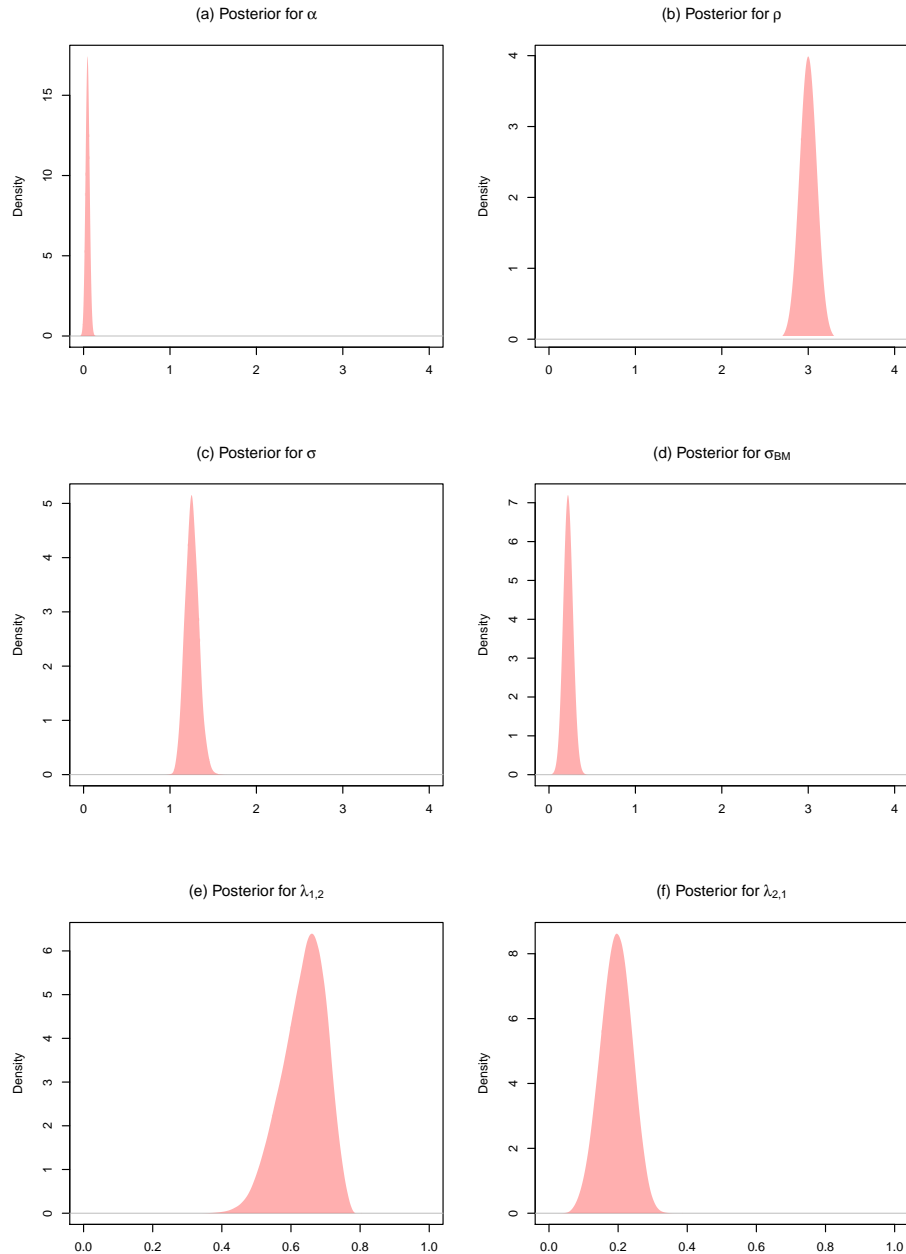 (a) Posterior for α
Density
0 5 10 15
0 1 2 3 4
(b) Posterior for ρ
Density
0 1 2 3 4
0 1 2 3 4
(c) Posterior for σ
Density
0 1 2 3 4 5
0 1 2 3 4
(d) Posterior for σBM
Density
0 1 2 3 4 5 6 7
0 1 2 3 4
(e) Posterior for λ1,2
Density
0 1 2 3 4 5 6
0.0 0.2 0.4 0.6 0.8 1.0
(f) Posterior for λ2,1
Density
0 2 4 6 8
0.0 0.2 0.4 0.6 0.8 1.0